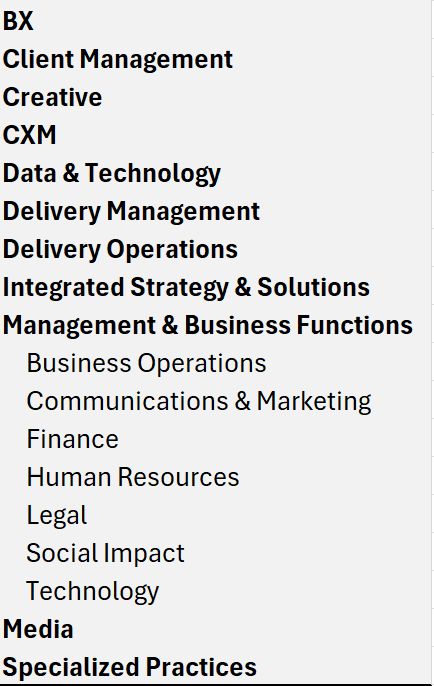 BX
Client Management
Creative
CXM
Data & Technology
Delivery Management
Delivery Operations
Integrated Strategy & Solutions
Management & Business Functions
Business Operations
Communications & Marketing
Finance
Human Resources
Legal
Social Impact
Technology
Media
Specialized Practices